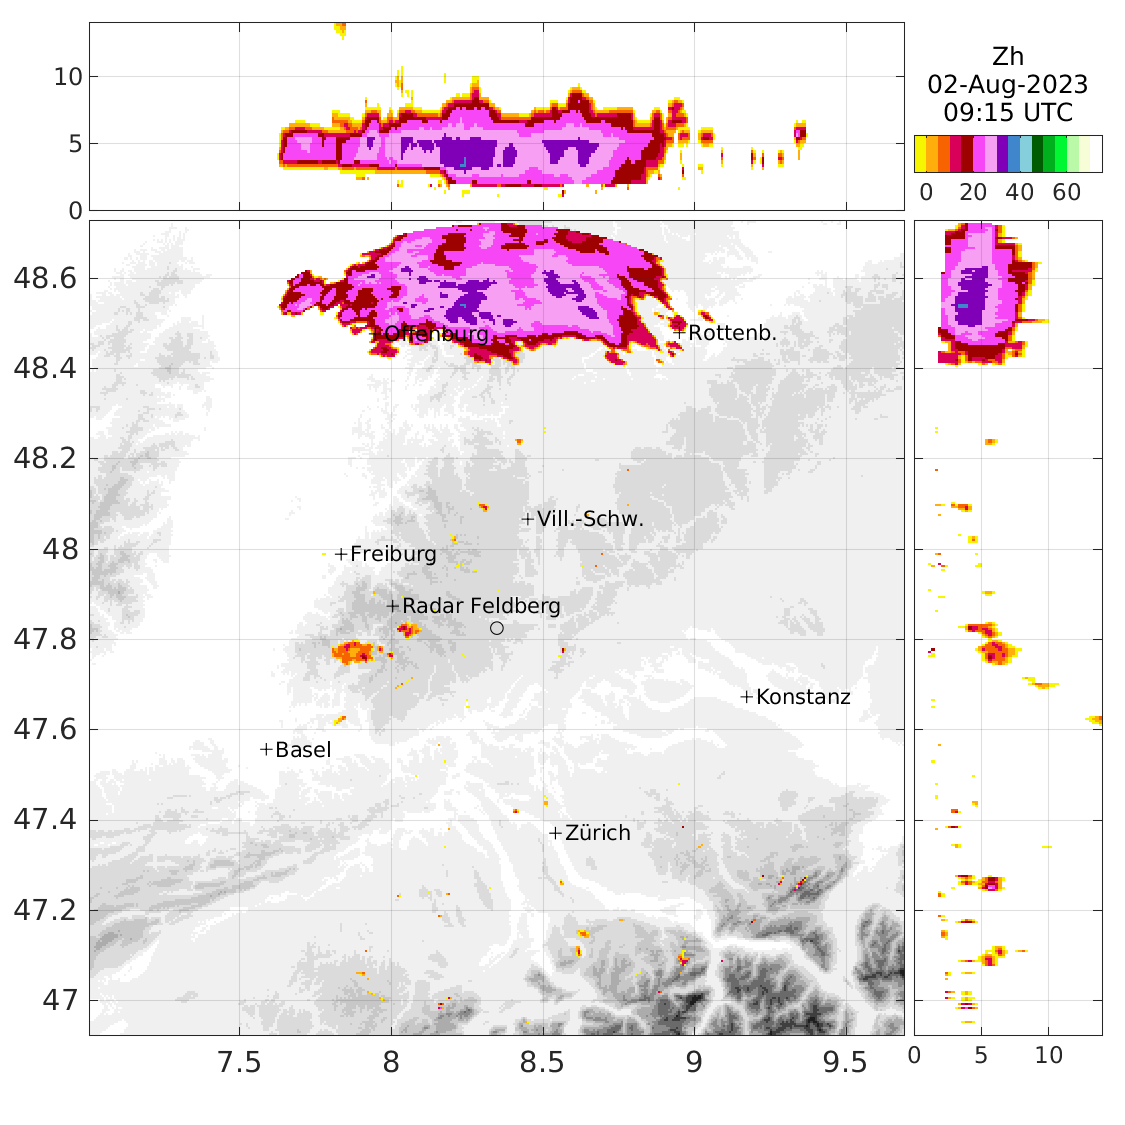 10
5
0
Zh
02-Aug-2023
09:15 UTC
0 20 40 60
48.6
48.4
48.2
48
47.8
47.6
47.4
47.2
47
Offenburg
Rottenb.
Vill.-Schw.
Freiburg
Radar Feldberg
Konstanz
Basel
Zürich
7.5 8 8.5 9 9.5
0 5 10